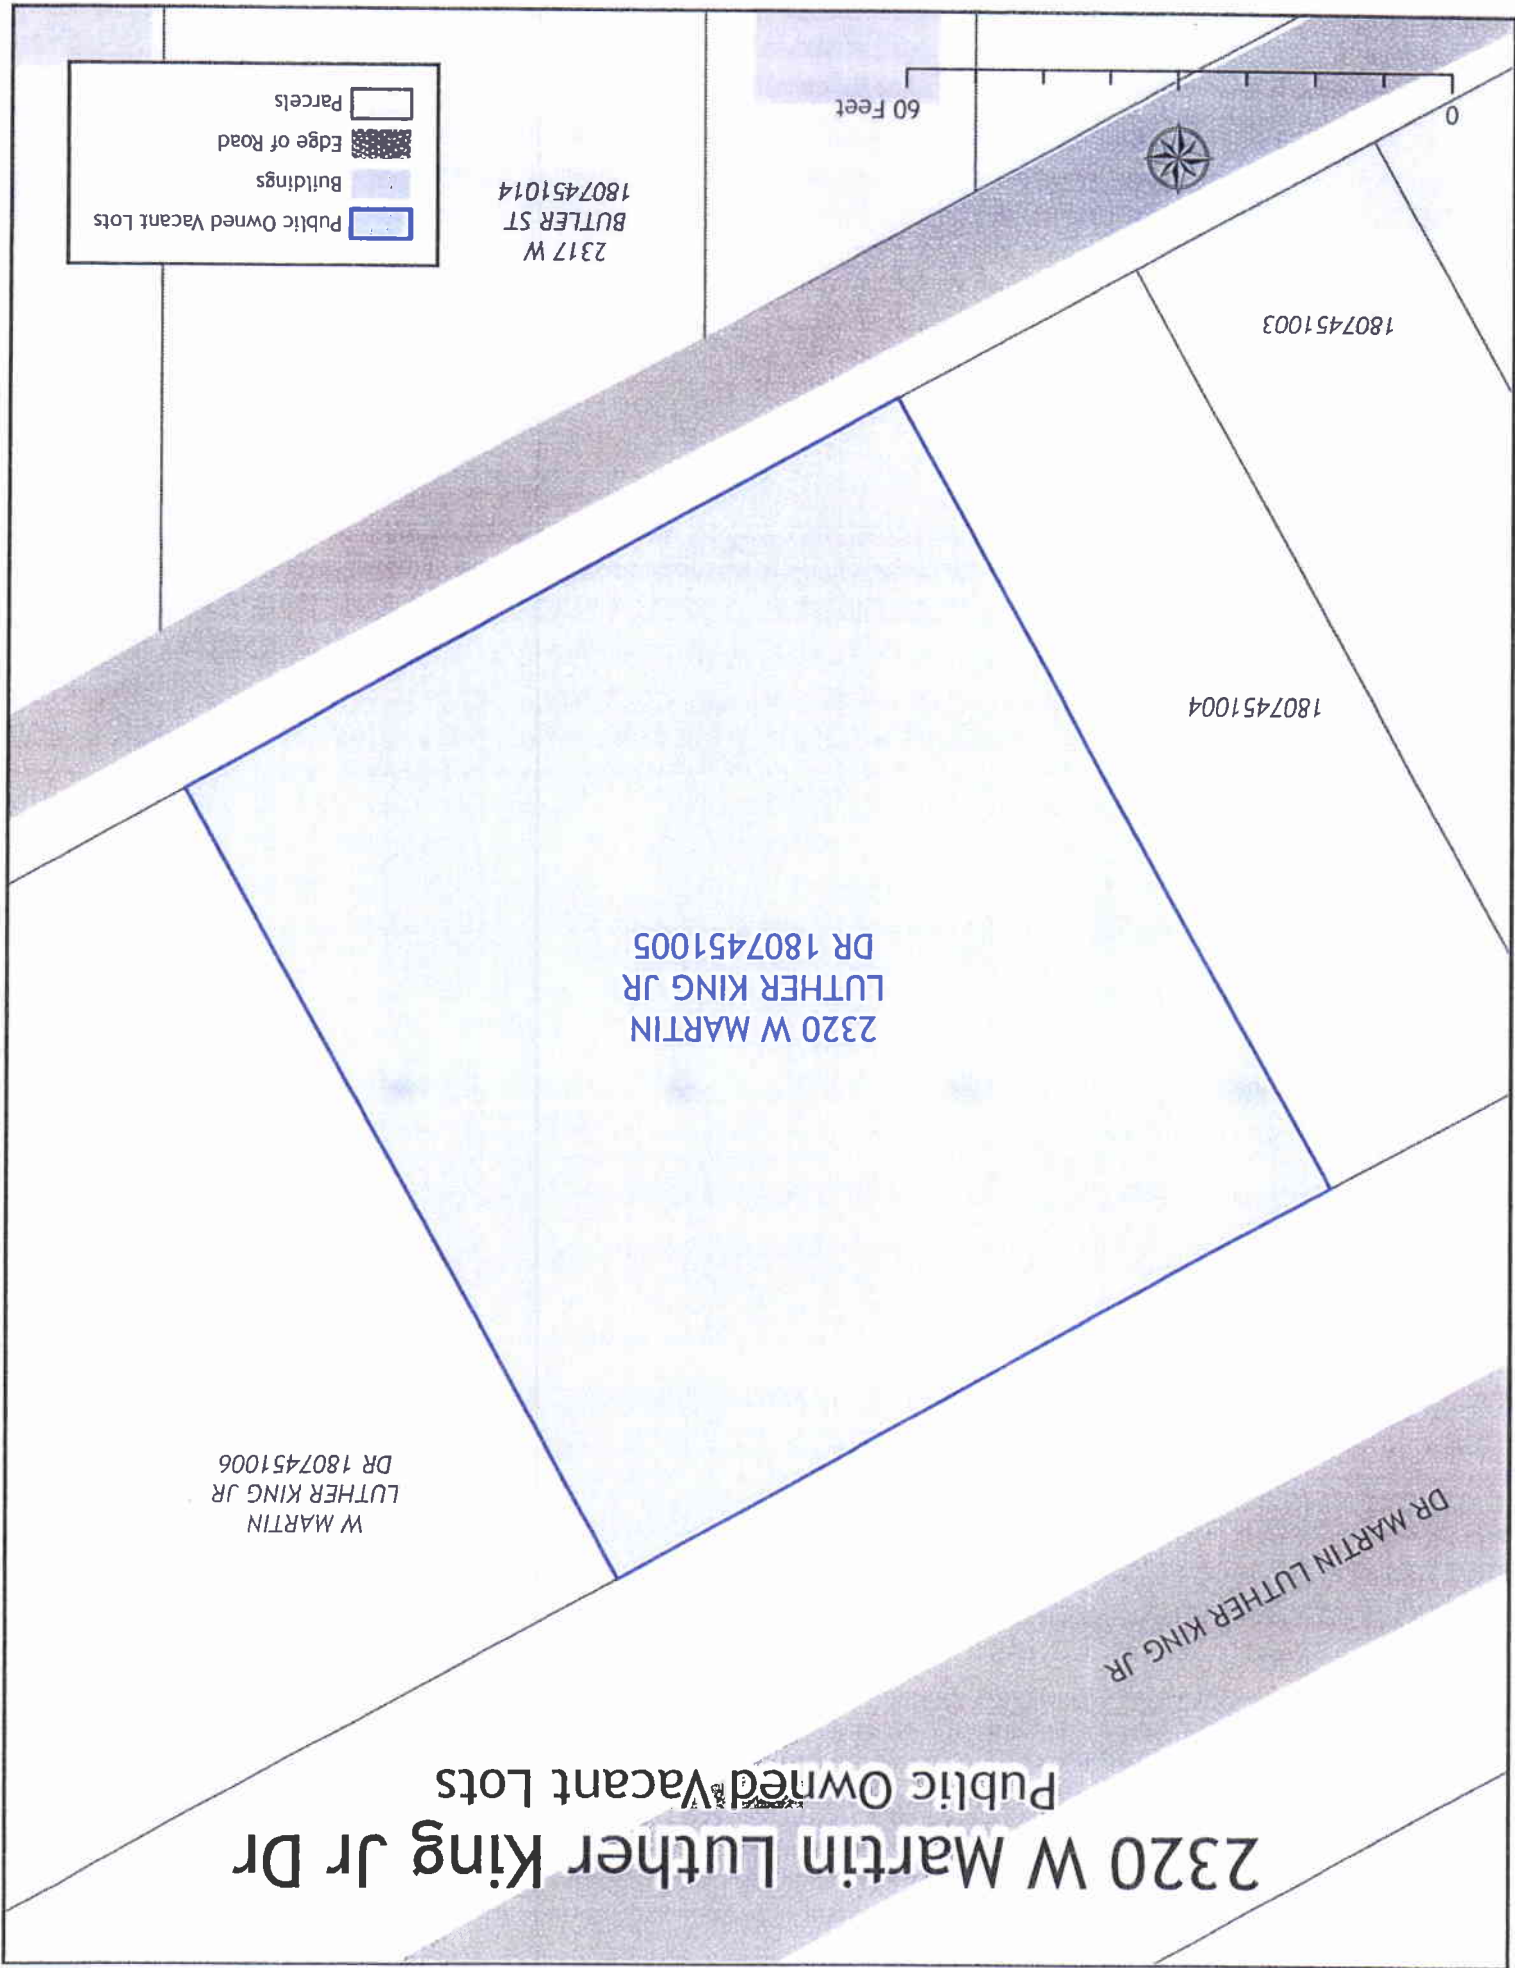 2320 W Martin Luther King Jr Dr
Public Owned Vacant Lots
DR MARTIN LUTHER KING JR
W MARTIN
LUTHER KING JR
DR 1807451006
2320 W MARTIN
LUTHER KING JR
DR 1807451005
1807451004
1807451003
2317 W
BUTLER ST
1807451014
0
60 Feet
Public Owned Vacant Lots
Buildings
Edge of Road
Parcels